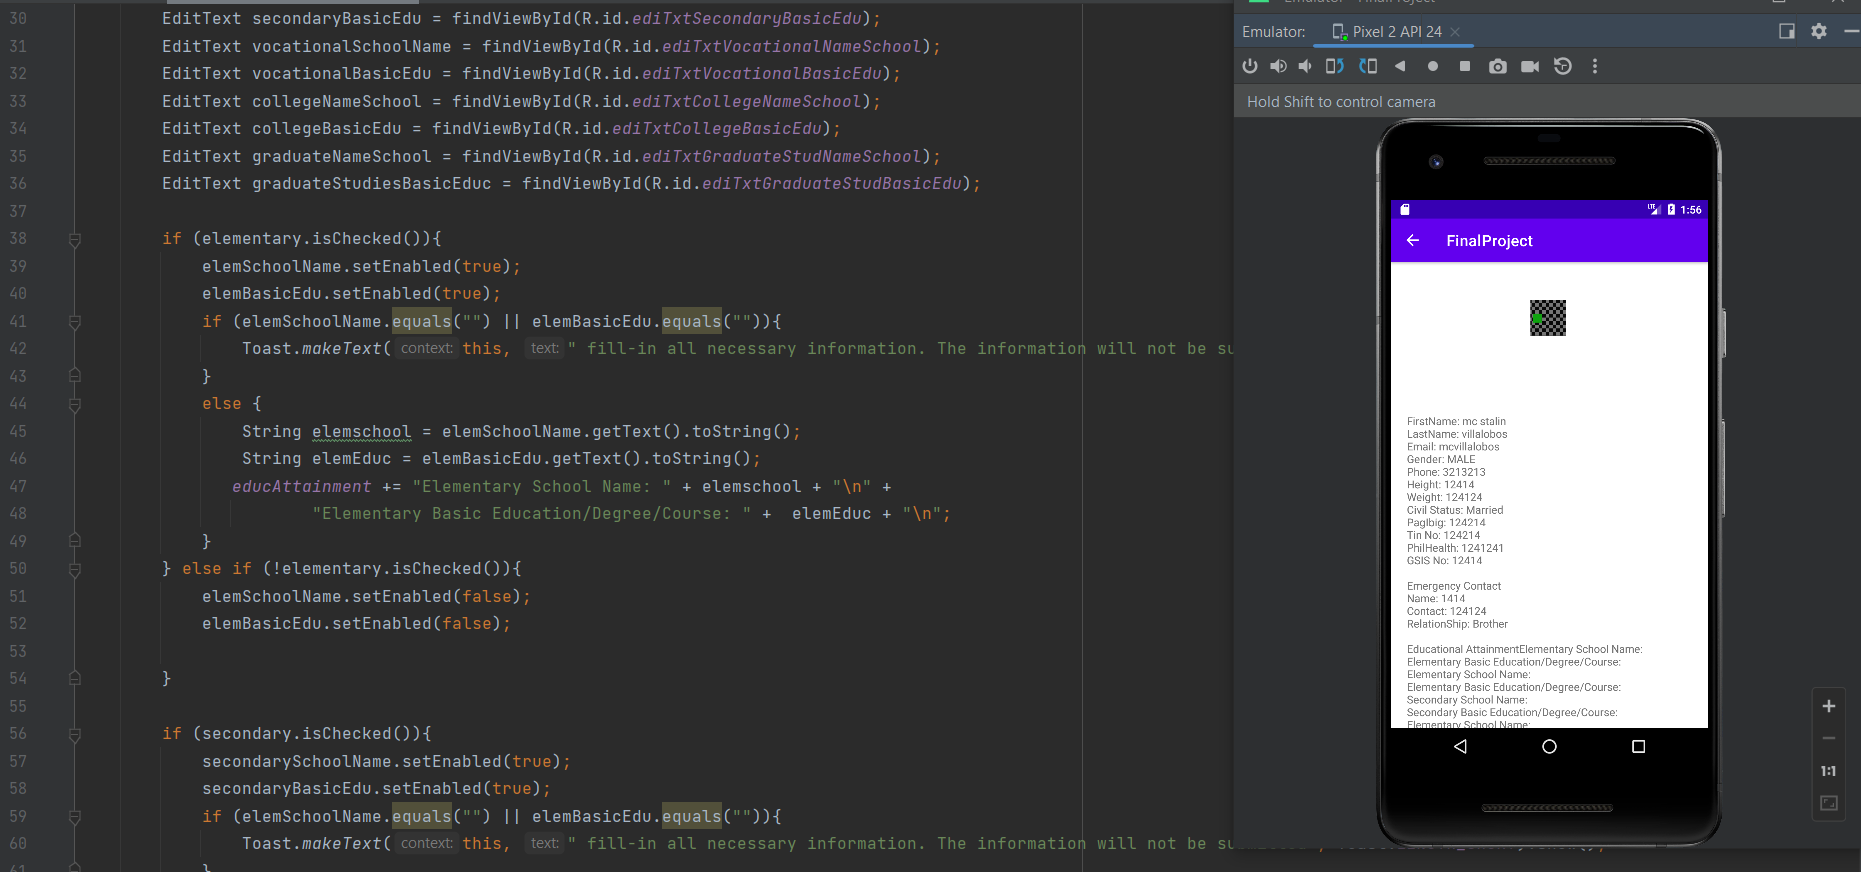 30 EditText secondaryBasicEdu = findViewById(R.id.ediTxtSecondaryBasicEdu);
31 EditText vocationalSchoolName = findViewById(R.id.ediTxtVocationalNameSchool);
32 EditText vocationalBasicEdu = findViewById(R.id.ediTxtVocationalBasicEdu);
33 EditText collegeNameSchool = findViewById(R.id.ediTxtCollegeNameSchool);
34 EditText collegeBasicEdu = findViewById(R.id.ediTxtCollegeBasicEdu);
35 EditText graduateNameSchool = findViewById(R.id.ediTxtGraduateStudNameSchool);
36 EditText graduateStudiesBasicEduc = findViewById(R.id.ediTxtGraduateStudBasicEdu);
37
38 if (elementary.isChecked()){
39 elemSchoolName.setEnabled(true);
40 elemBasicEdu.setEnabled(true);
41 if (elemSchoolName.equals("") || elemBasicEdu.equals("")){
42 Toast.makeText( context: this, text: " fill-in all necessary information. The information will not be su
43 }
44 else {
45 String elemschool = elemSchoolName.getText().toString();
46 String elemEduc = elemBasicEdu.getText().toString();
47 educAttainment += "Elementary School Name: " + elemschool + "\n" +
48 "Elementary Basic Education/Degree/Course: " + elemEduc + "\n";
49 }
50 } else if (!elementary.isChecked()){
51 elemSchoolName.setEnabled(false);
52 elemBasicEdu.setEnabled(false);
53
54 }
55
56 if (secondary.isChecked()){
57 secondarySchoolName.setEnabled(true);
58 secondaryBasicEdu.setEnabled(true);
59 if (elemSchoolName.equals("") || elemBasicEdu.equals("")){
60 Toast.makeText( context: this, text: " fill-in all necessary information. The information will not be su
61 }
Emulator FinalProject
Emulator: Pixel 2 API 24
Hold Shift to control camera
LTE 1:56
FinalProject
FirstName: mc stalin
LastName: villalobos
Email: mcvillalobos
Gender: MALE
Phone: 3213213
Height: 12414
Weight: 124124
Civil Status: Married
PagIbig: 124214
Tin No: 124214
PhilHealth: 1241241
GSIS No: 12414
Emergency Contact
Name: 1414
Contact: 124124
RelationShip: Brother
Educational AttainmentElementary School Name:
Elementary Basic Education/Degree/Course:
Elementary School Name:
Elementary Basic Education/Degree/Course:
Secondary School Name:
Secondary Basic Education/Degree/Course:
Elementary School Name:
1:1